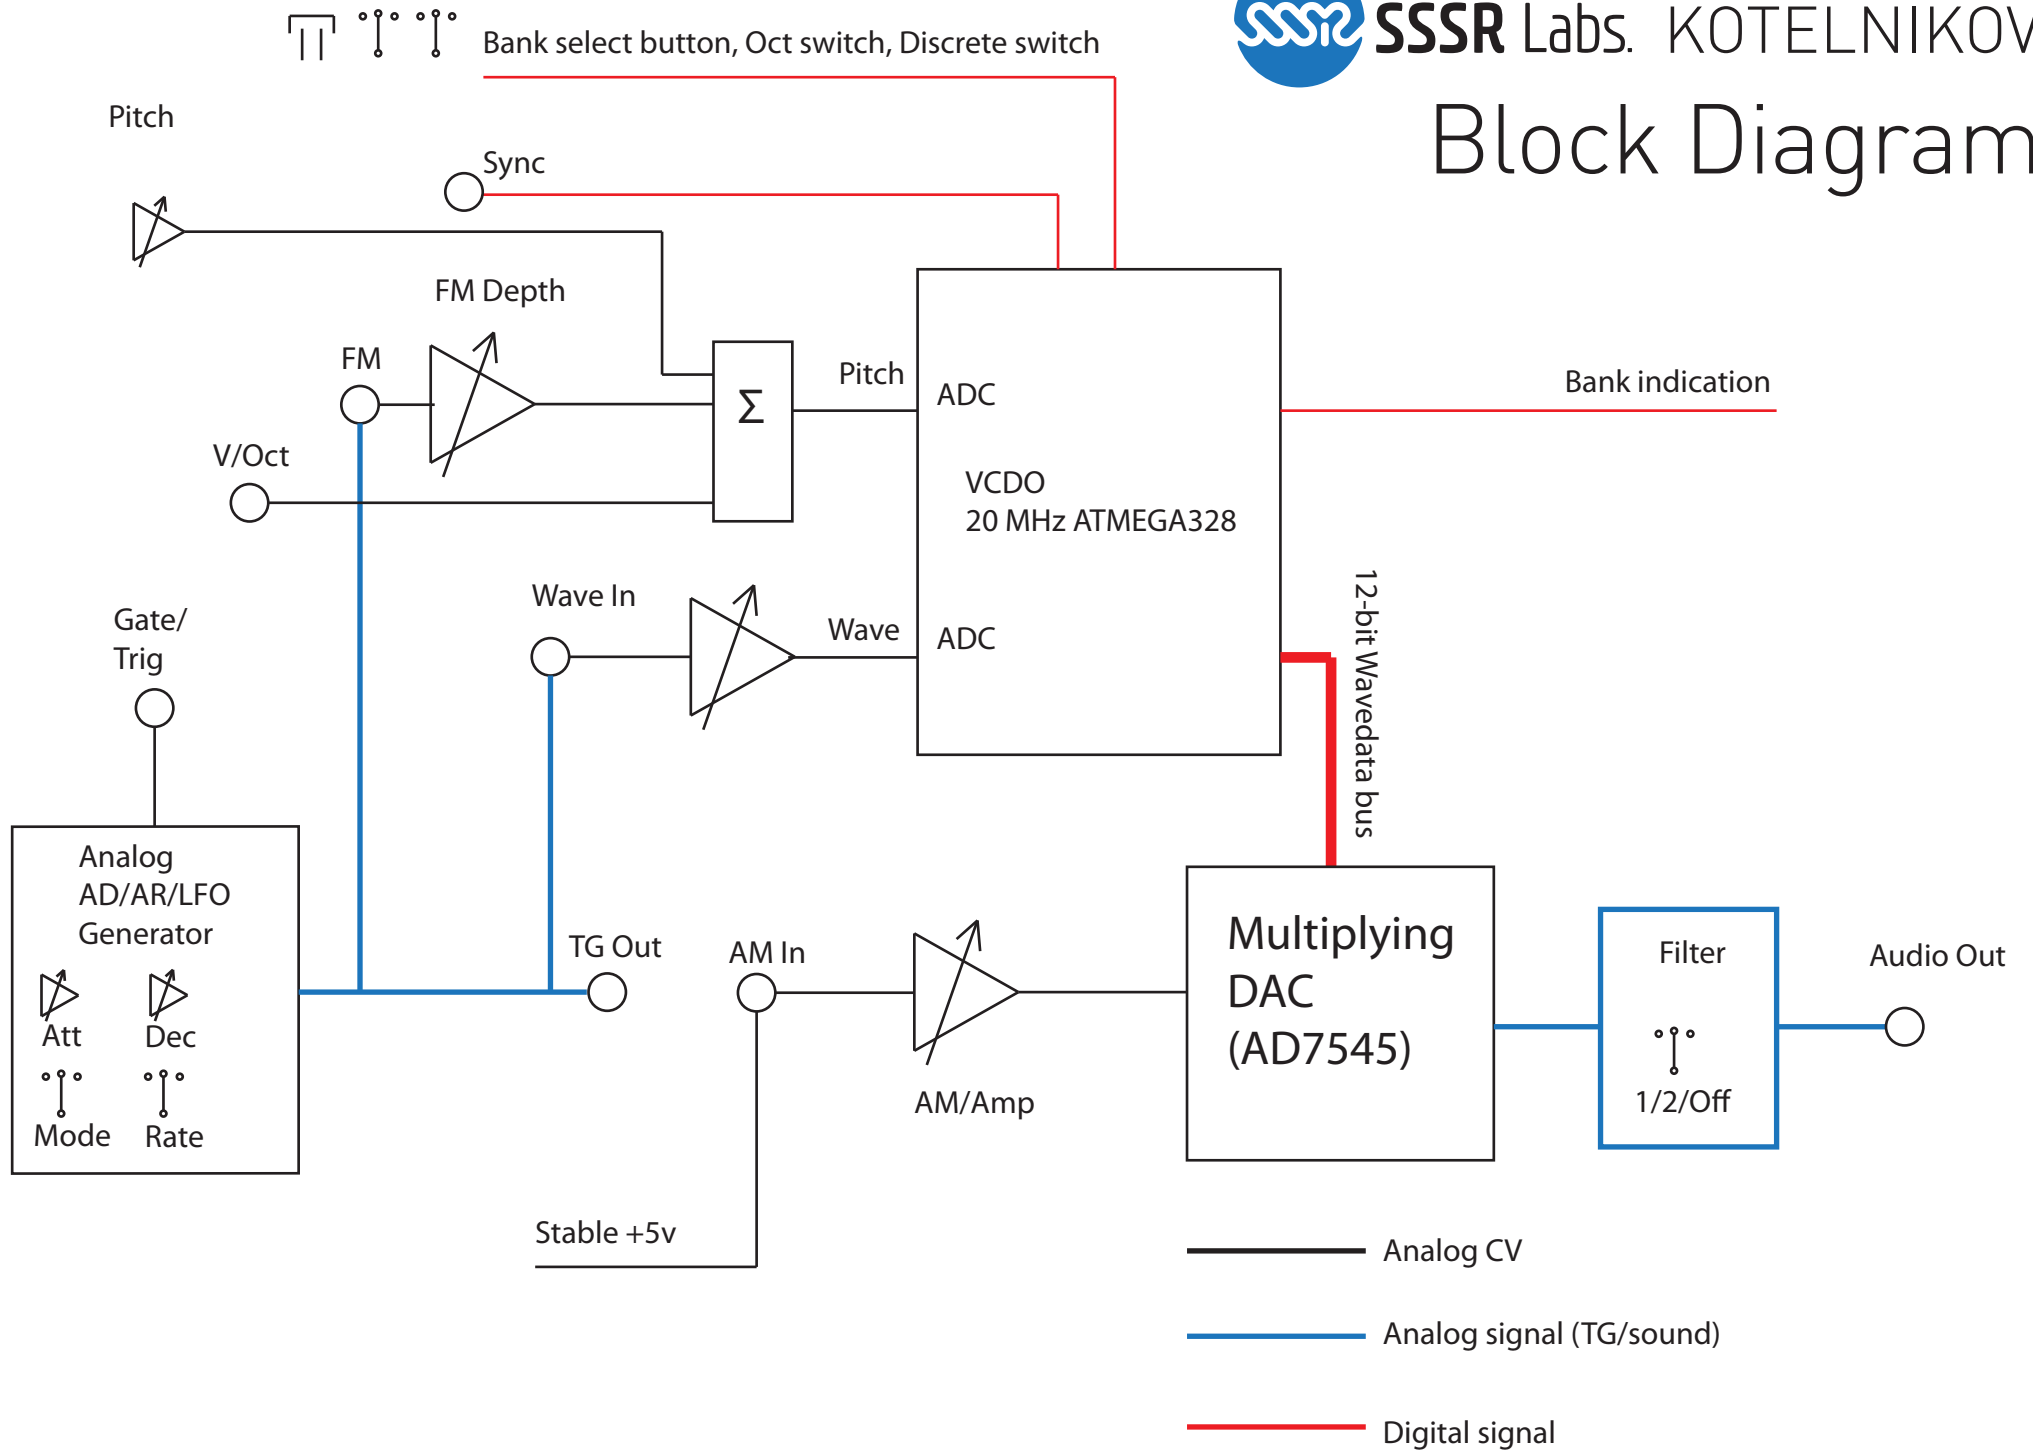 Bank select button, Oct switch, Discrete switch
SSSR Labs. KOTELNIKOV
Block Diagram
Pitch
Sync
FM Depth
FM
Σ
Pitch
ADC
Bank indication
V/Oct
VCDO
20 MHz ATMEGA328
Wave In
Wave
ADC
12-bit Wavedata bus
Gate/
Trig
Analog
AD/AR/LFO
Generator
Att
Dec
Mode
Rate
TG Out
AM In
AM/Amp
Multiplying
DAC
(AD7545)
Filter
1/2/Off
Audio Out
Stable +5v
Analog CV
Analog signal (TG/sound)
Digital signal